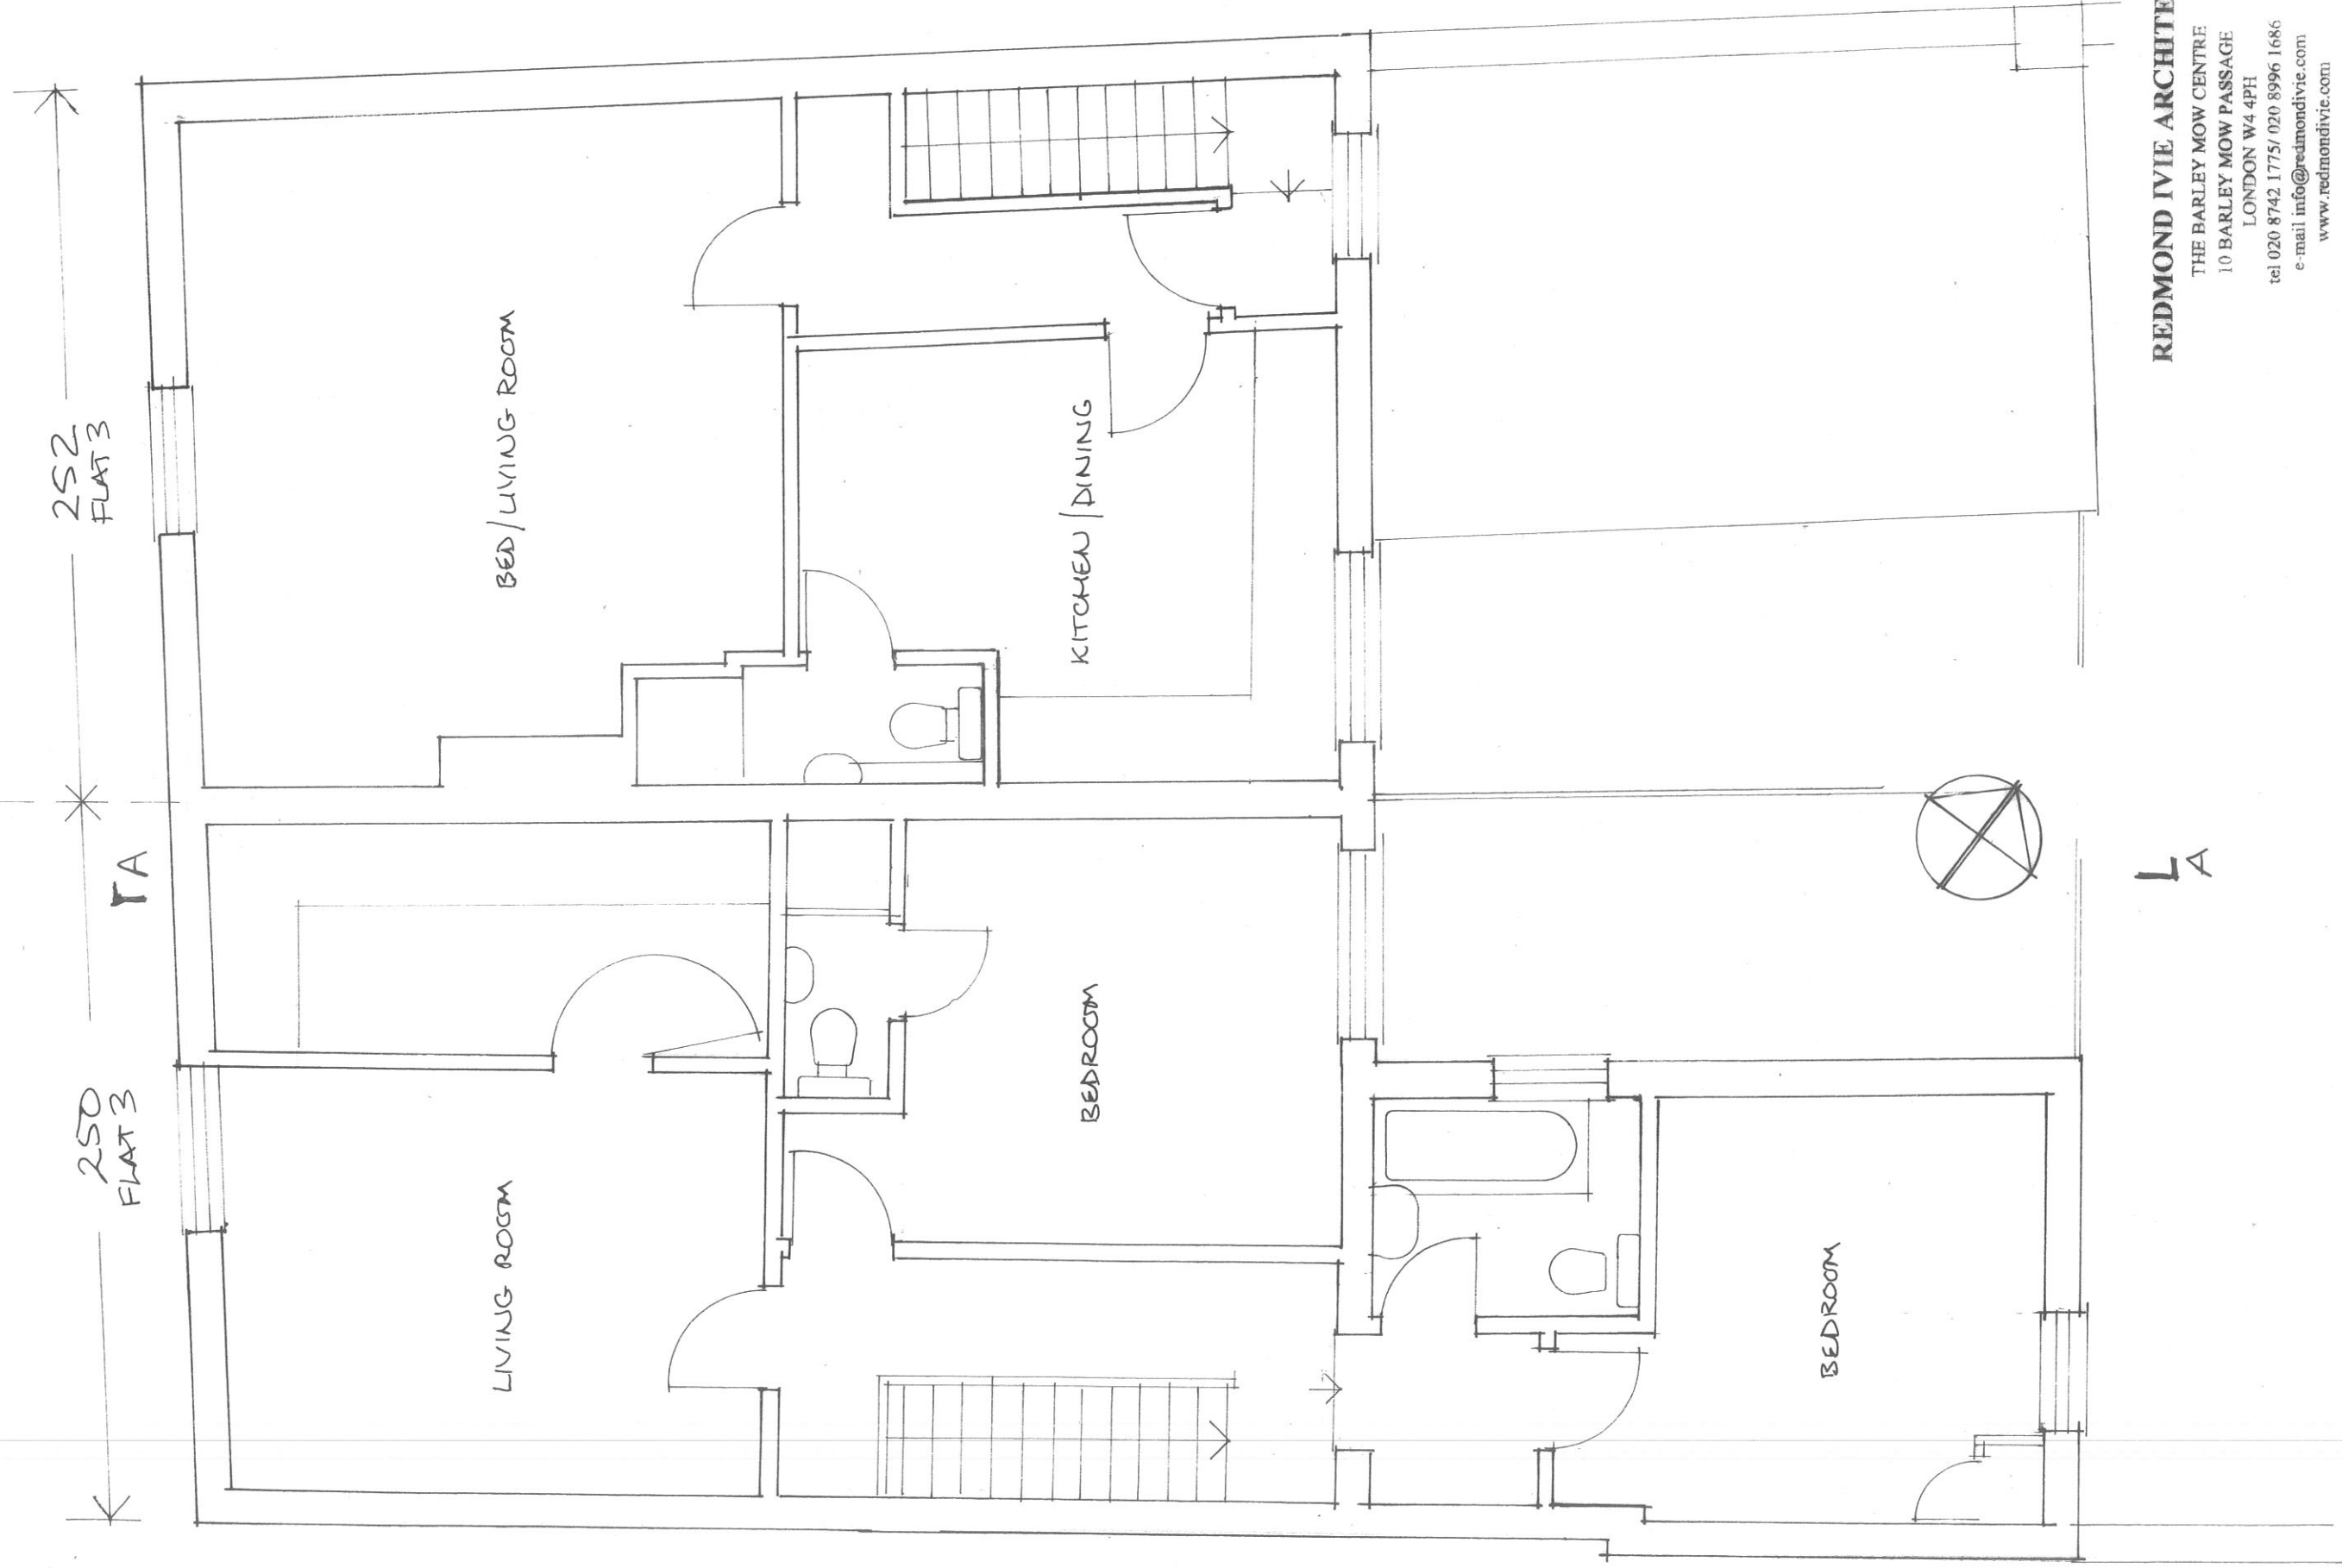 252
FLAT 3
BED/LIVING ROOM
KITCHEN/DINING
A
250
FLAT 3
LIVING ROOM
BEDROOM
BEDROOM
A
REDMOND IVIE ARCHITE
THE BARLEY MOW CENTRE
10 BARLEY MOW PASSAGE
LONDON W4 4PH
tel 020 8742 1775/ 020 8996 1686
e-mail info@redmondivie.com
www.redmondivie.com